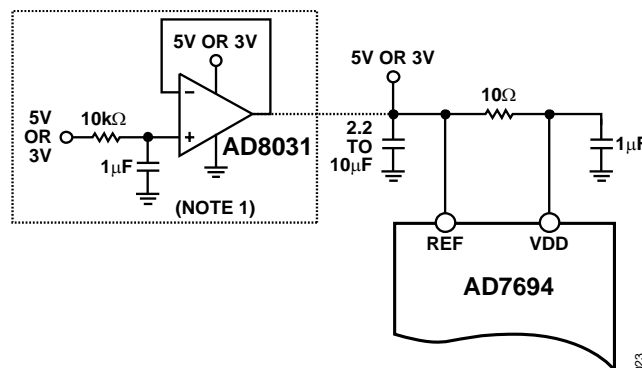 5V OR 3V
5V OR 3V
5V
OR
3V
10kΩ
1μF
−
+
AD8031
(NOTE 1)
2.2
TO
10μF
10Ω
1μF
REF
VDD
AD7694